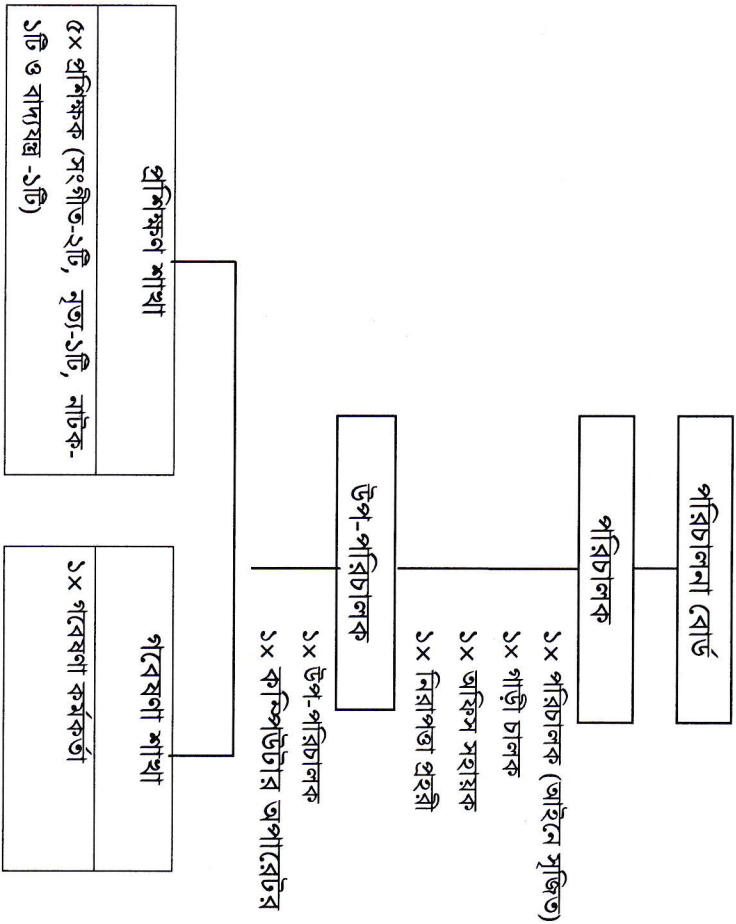 পরিচালনা বোর্ড
পরিচালক
১× পরিচালক (আইনে সৃজিত)
১× গাড়ী চালক
১× অফিস সহায়ক
১× নিরাপত্তা প্রহরী
উপ-পরিচালক
১× উপ-পরিচালক
১× কম্পিউটার অপারেটর
প্রশিক্ষণ শাখা
৫× প্রশিক্ষক (সংগীত-২টি, নৃত্য-১টি, নাটক-
১টি ও বাদ্যযন্ত্র -১টি)
গবেষণা শাখা
১× গবেষণা কর্মকর্তা